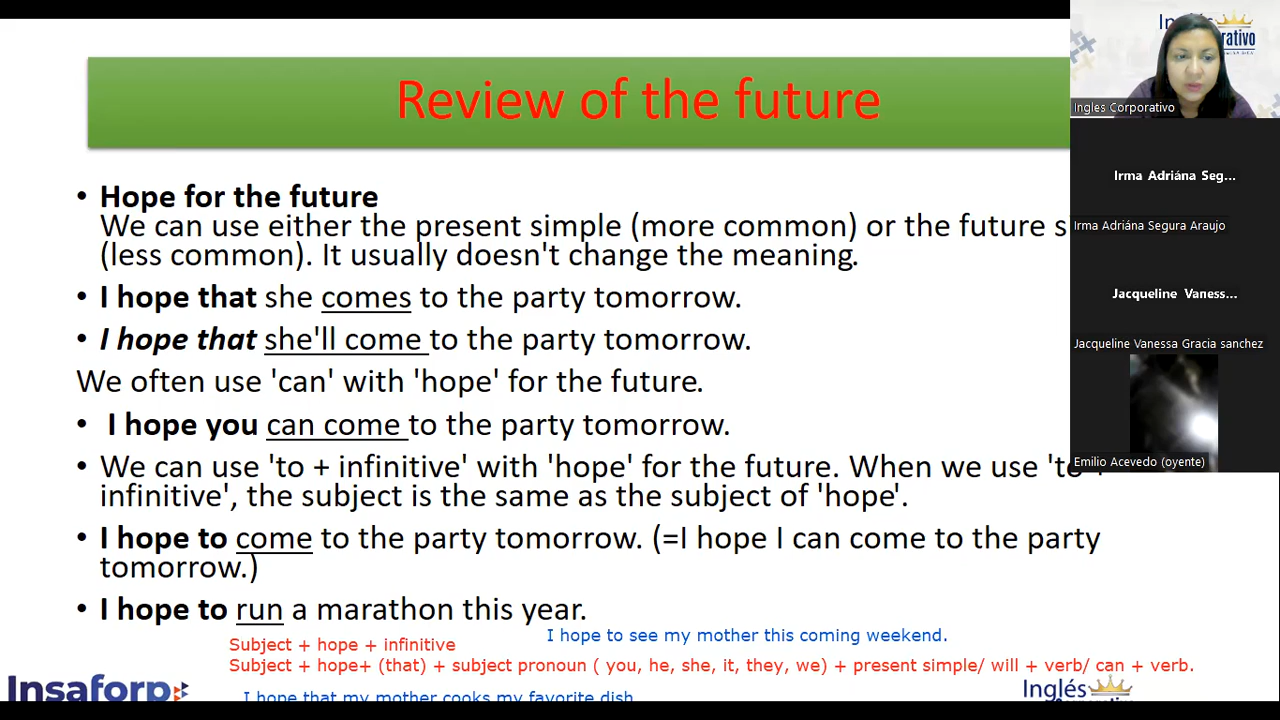 Review of the future
• Hope for the future
We can use either the present simple (more common) or the future s
(less common). It usually doesn't change the meaning.
• I hope that she comes to the party tomorrow.
• I hope that she'll come to the party tomorrow.
We often use 'can' with 'hope' for the future.
• I hope you can come to the party tomorrow.
• We can use 'to + infinitive' with 'hope' for the future. When we use 'to +
infinitive', the subject is the same as the subject of 'hope'.
• I hope to come to the party tomorrow. (=I hope I can come to the party
tomorrow.)
• I hope to run a marathon this year.
I hope to see my mother this coming weekend.
Subject + hope + infinitive
Subject + hope+ (that) + subject pronoun ( you, he, she, it, they, we) + present simple/ will + verb/ can + verb.
I hope that my mother cooks my favorite dish
Insaforp
Inglés
Ingles Corporativo
Irma Adriána Seg...
Irma Adriána Segura Araujo
Jacqueline Vaness...
Jacqueline Vanessa Gracia sanchez
Emilio Acevedo (oyente)